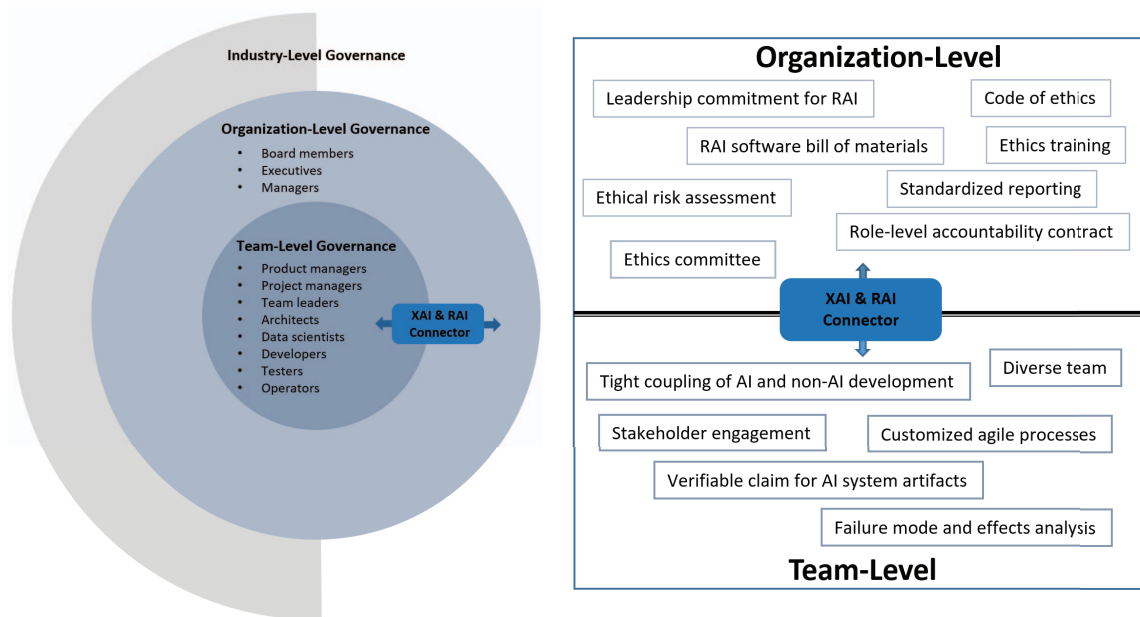 Industry-Level Governance
Organization-Level Governance
• Board members
• Executives
• Managers
Team-Level Governance
• Product managers
• Project managers
• Team leaders
• Architects
• Data scientists
• Developers
• Testers
• Operators
XAI & RAI
Connector
Organization-Level
Leadership commitment for RAI
Code of ethics
RAI software bill of materials
Ethics training
Ethical risk assessment
Standardized reporting
Role-level accountability contract
Ethics committee
XAI & RAI
Connector
Tight coupling of AI and non-AI development
Diverse team
Stakeholder engagement
Customized agile processes
Verifiable claim for AI system artifacts
Failure mode and effects analysis
Team-Level